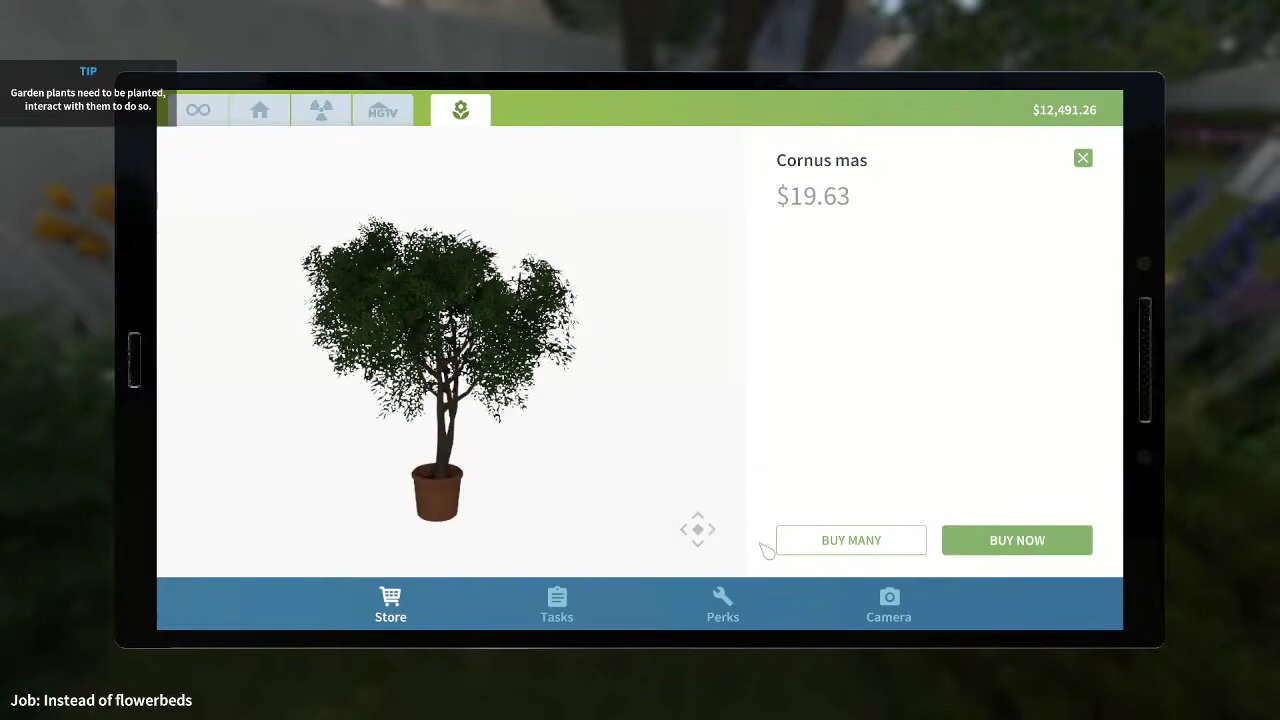 TIP
Garden plants need to be planted,
interact with them to do so.
HGTV
$12,491.26
Cornus mas
$19.63
BUY MANY
BUY NOW
Store
Tasks
Perks
Camera
Job: Instead of flowerbeds